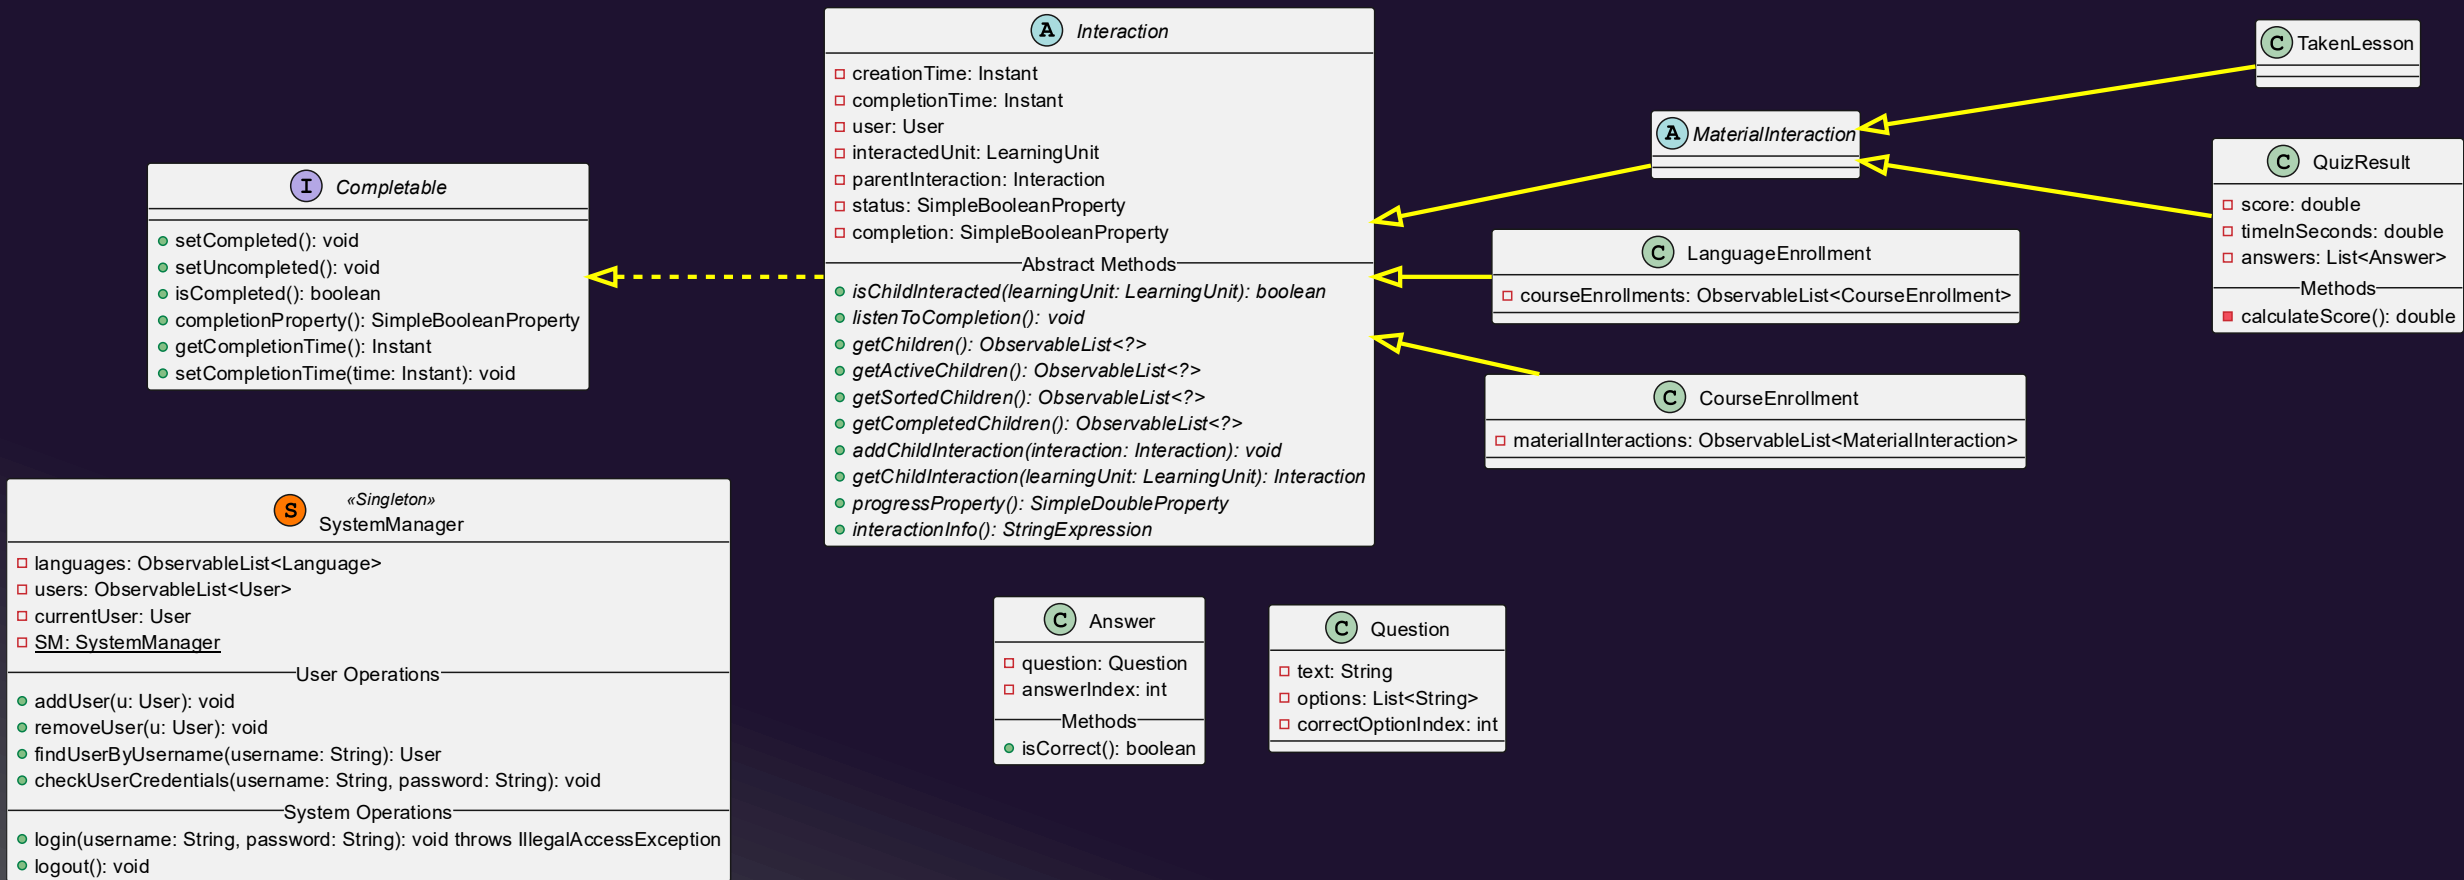 I Completable
setCompleted(): void
setUncompleted(): void
isCompleted(): boolean
completionProperty(): SimpleBooleanProperty
getCompletionTime(): Instant
setCompletionTime(time: Instant): void
A Interaction
creationTime: Instant
completionTime: Instant
user: User
interactedUnit: LearningUnit
parentInteraction: Interaction
status: SimpleBooleanProperty
completion: SimpleBooleanProperty
Abstract Methods
isChildInteracted(learningUnit: LearningUnit): boolean
listenToCompletion(): void
getChildren(): ObservableList<?>
getActiveChildren(): ObservableList<?>
getSortedChildren(): ObservableList<?>
getCompletedChildren(): ObservableList<?>
addChildInteraction(interaction: Interaction): void
getChildInteraction(learningUnit: LearningUnit): Interaction
progressProperty(): SimpleDoubleProperty
interactionInfo(): StringExpression
A MaterialInteraction
C TakenLesson
C QuizResult
score: double
timeInSeconds: double
answers: List<Answer>
Methods
calculateScore(): double
C LanguageEnrollment
courseEnrollments: ObservableList<CourseEnrollment>
C CourseEnrollment
materialInteractions: ObservableList<MaterialInteraction>
«Singleton»
S SystemManager
languages: ObservableList<Language>
users: ObservableList<User>
currentUser: User
SM: SystemManager
User Operations
addUser(u: User): void
removeUser(u: User): void
findUserByUsername(username: String): User
checkUserCredentials(username: String, password: String): void
System Operations
login(username: String, password: String): void throws IllegalAccessException
logout(): void
C Answer
question: Question
answerIndex: int
Methods
isCorrect(): boolean
C Question
text: String
options: List<String>
correctOptionIndex: int